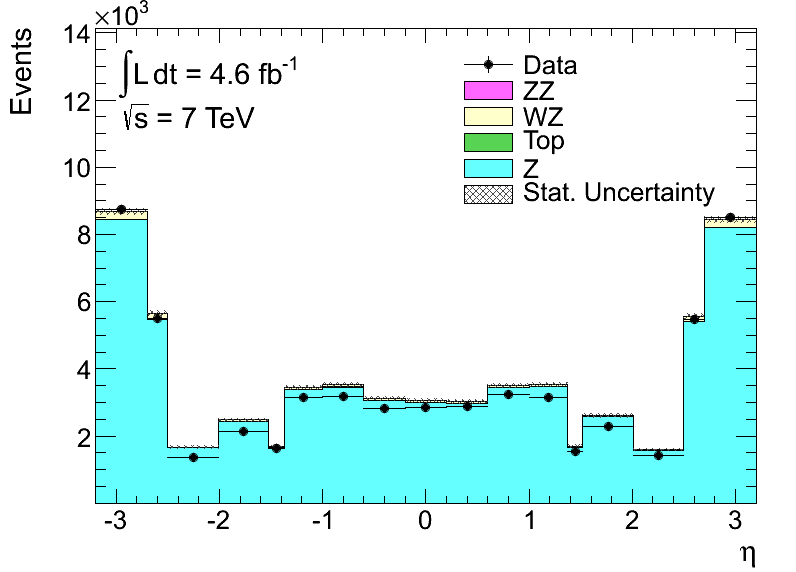 ×10³
Events
14
12
10
8
6
4
2
∫L dt = 4.6 fb⁻¹
√s = 7 TeV
Data
ZZ
WZ
Top
Z
Stat. Uncertainty
-3 -2 -1 0 1 2 3
η